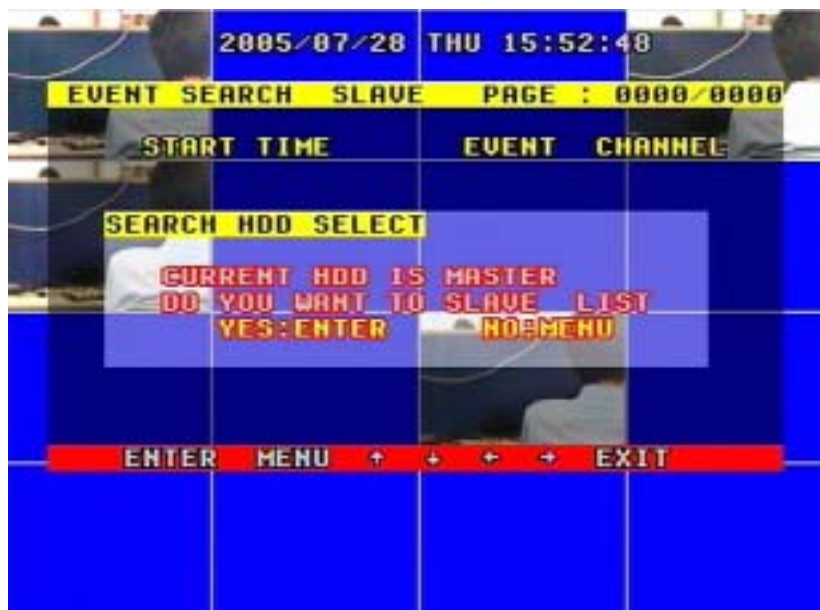 2005/07/28 THU 15:52:48
EVENT SEARCH SLAVE PAGE : 0000/0000
START TIME EVENT CHANNEL
SEARCH HDD SELECT
CURRENT HDD IS MASTER
DO YOU WANT TO SLAVE LIST
YES:ENTER NO:MENU
ENTER MENU ↑ ↓ ← → EXIT